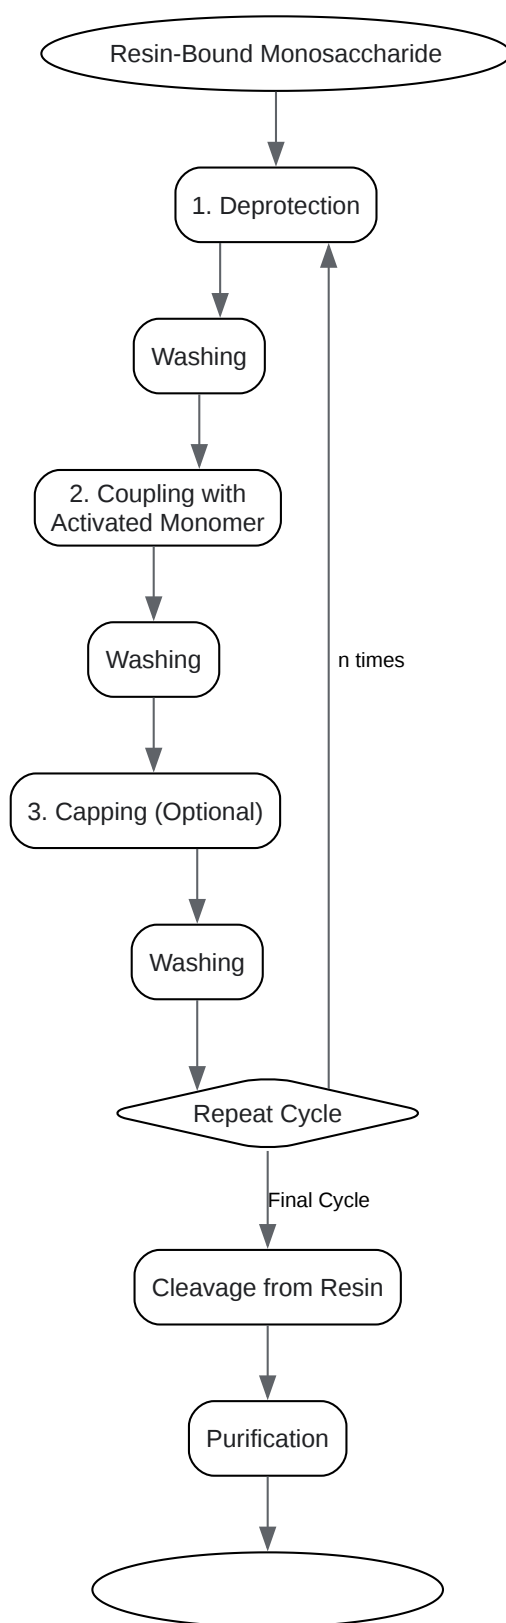 Resin-Bound Monosaccharide
1. Deprotection
Washing
2. Coupling with
Activated Monomer
Washing
n times
3. Capping (Optional)
Washing
Repeat Cycle
Final Cycle
Cleavage from Resin
Purification